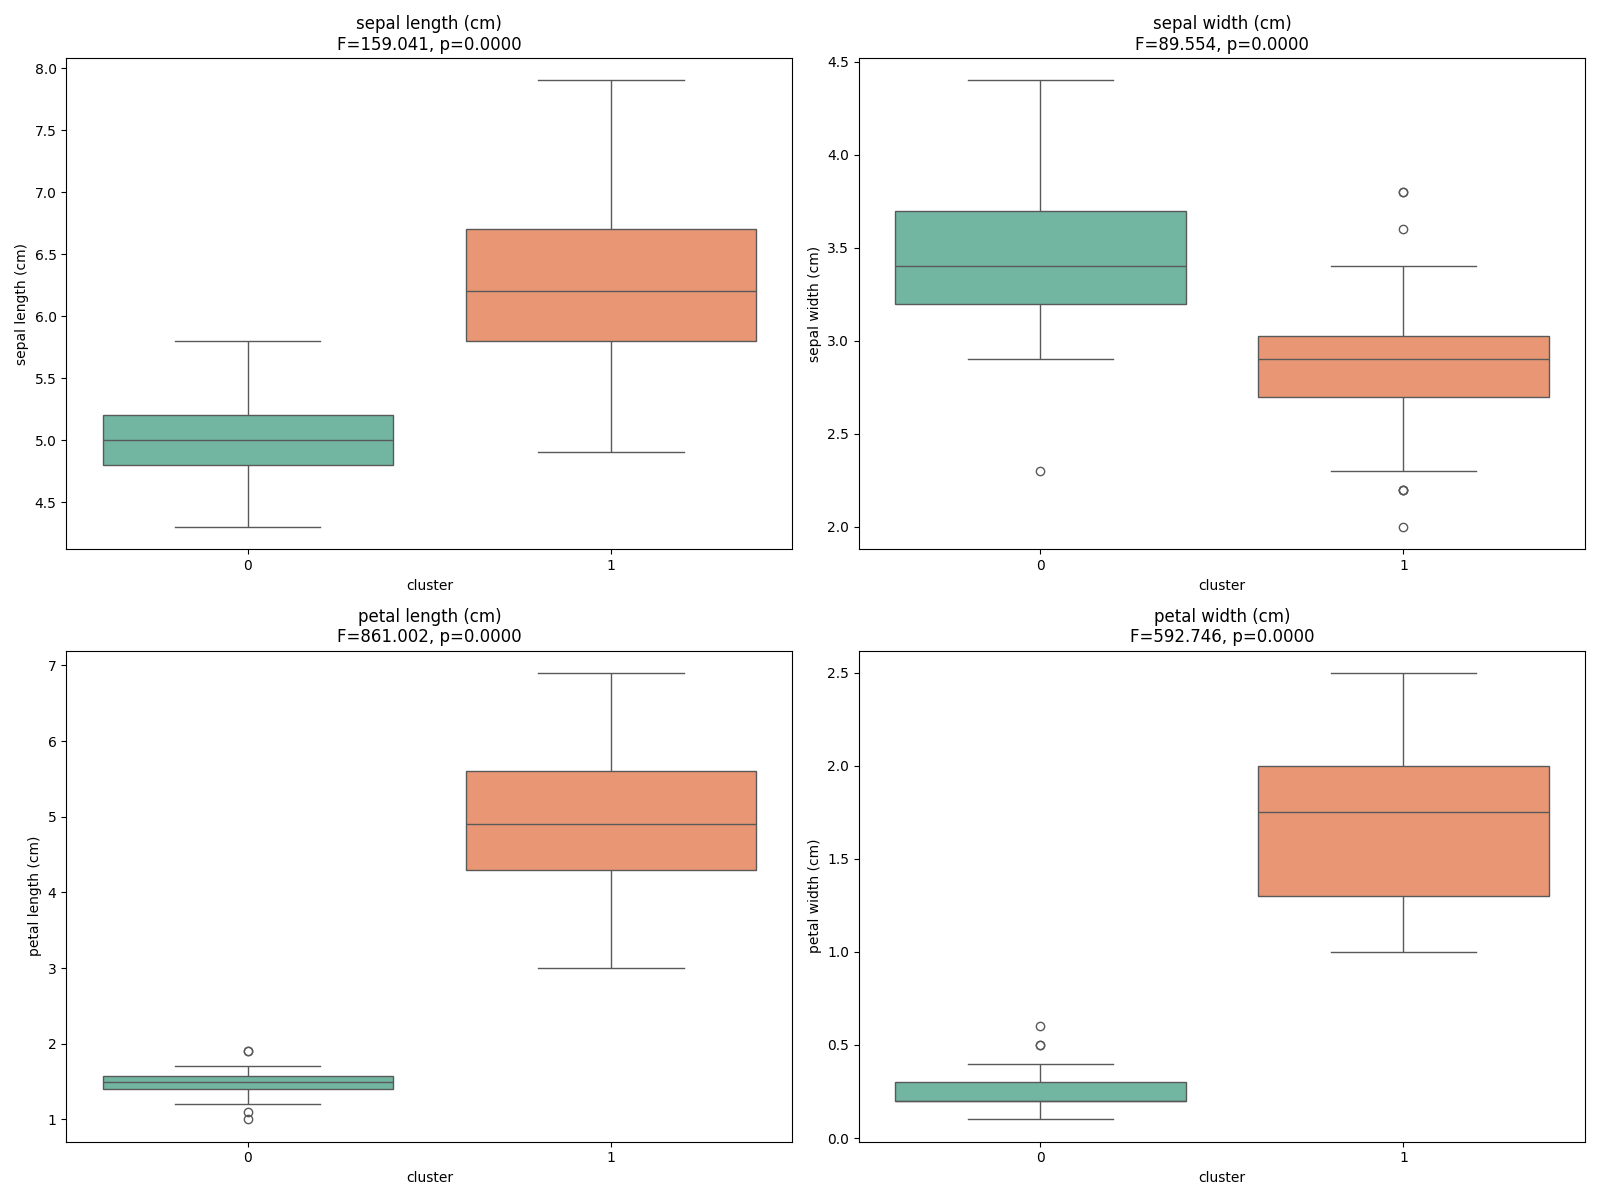 sepal length (cm)
F=159.041, p=0.0000
8.0
7.5
7.0
6.5
6.0
5.5
5.0
4.5
sepal length (cm)
0
1
cluster
sepal width (cm)
F=89.554, p=0.0000
4.5
4.0
3.5
3.0
2.5
2.0
sepal width (cm)
0
1
cluster
petal length (cm)
F=861.002, p=0.0000
7
6
5
4
3
2
1
petal length (cm)
0
1
cluster
petal width (cm)
F=592.746, p=0.0000
2.5
2.0
1.5
1.0
0.5
0.0
petal width (cm)
0
1
cluster